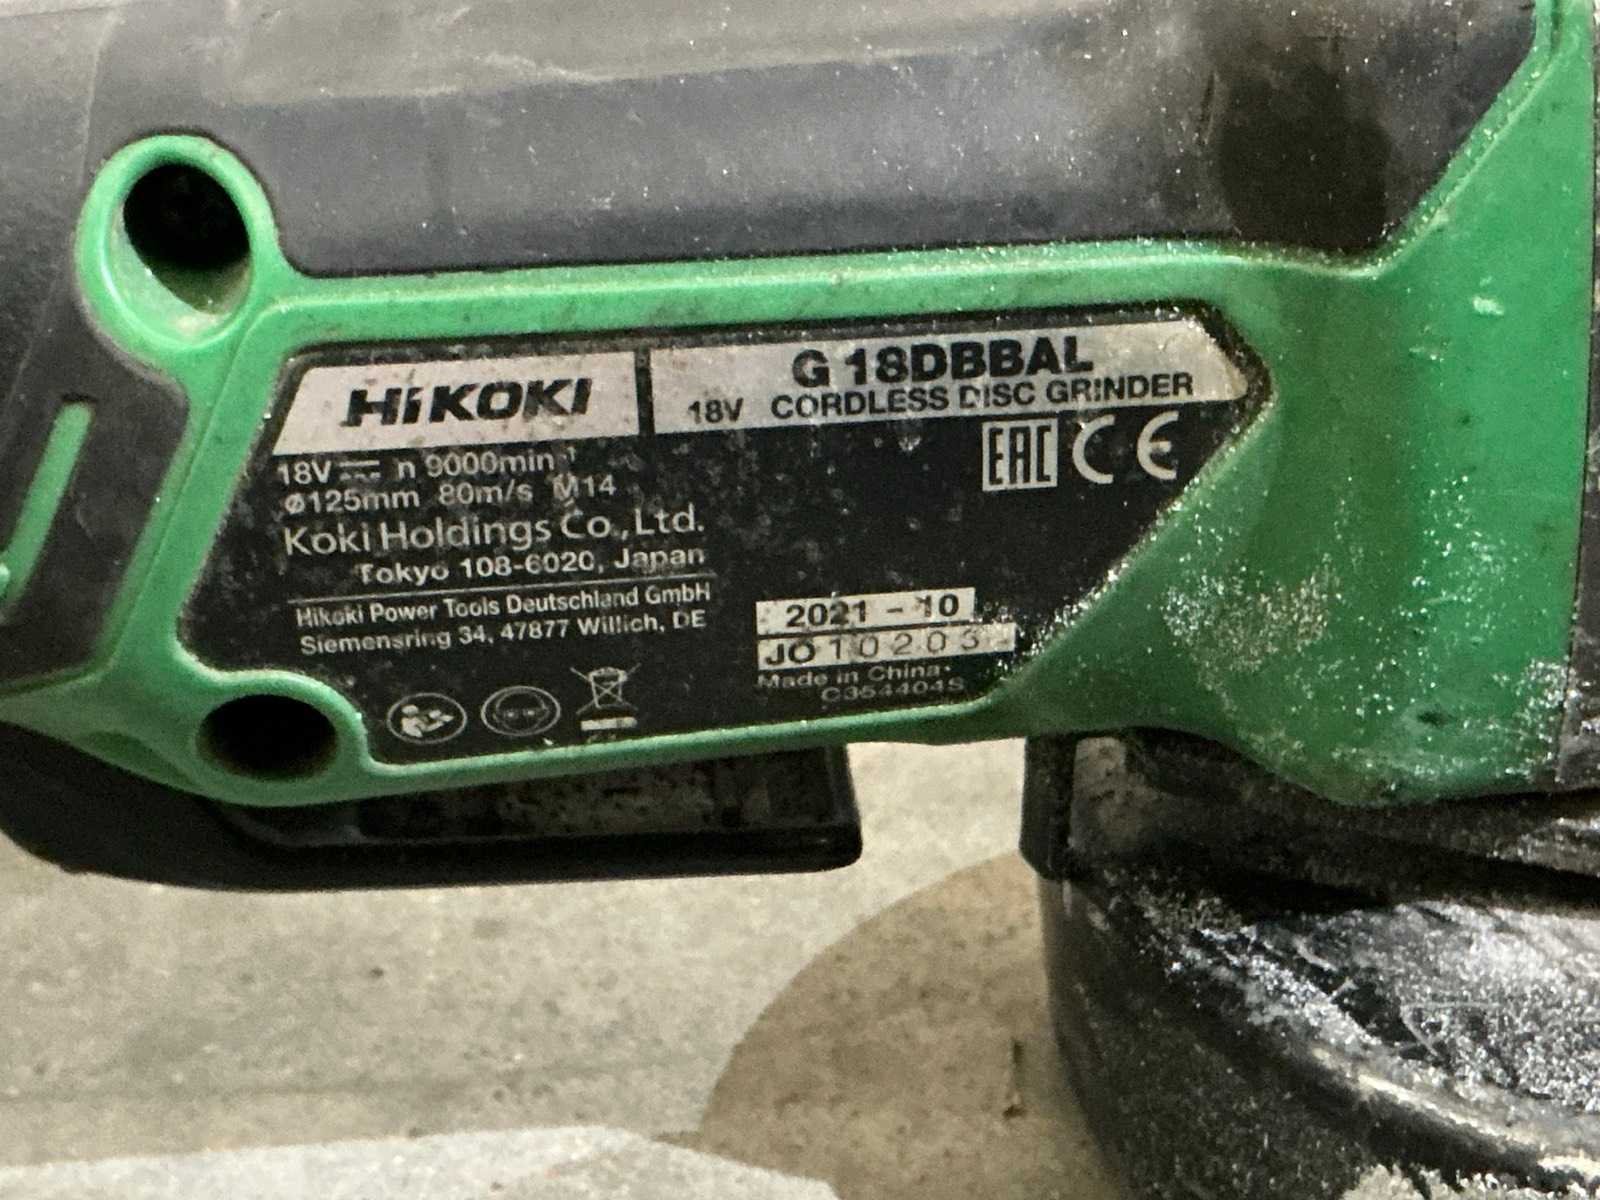 HiKOKI
G 18DBBAL
18V CORDLESS DISC GRINDER
EAC CE
18V n 9000min⁻¹
Ø125mm 80m/s M14
Koki Holdings Co., Ltd.
Tokyo 108-6020, Japan
Hikoki Power Tools Deutschland GmbH
Siemensring 34, 47877 Willich, DE
2021 - 10
JO10203
Made in China
C354404S